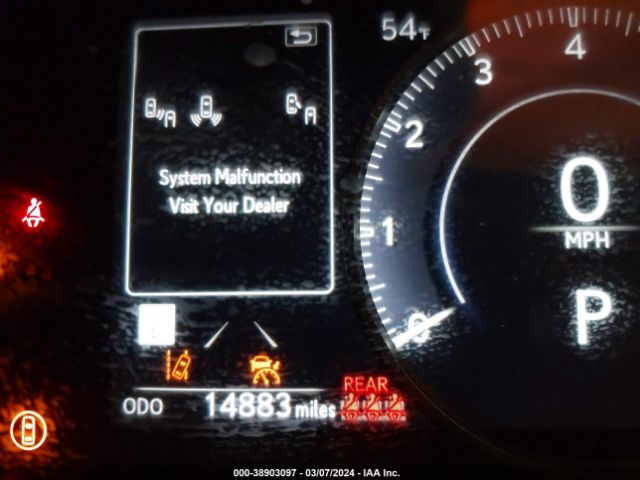 54°F
A
A
System Malfunction
Visit Your Dealer
0
1
2
3
4
0
MPH
P
REAR
ODO 14883 miles
000-38903097 - 03/07/2024 - IAA Inc.